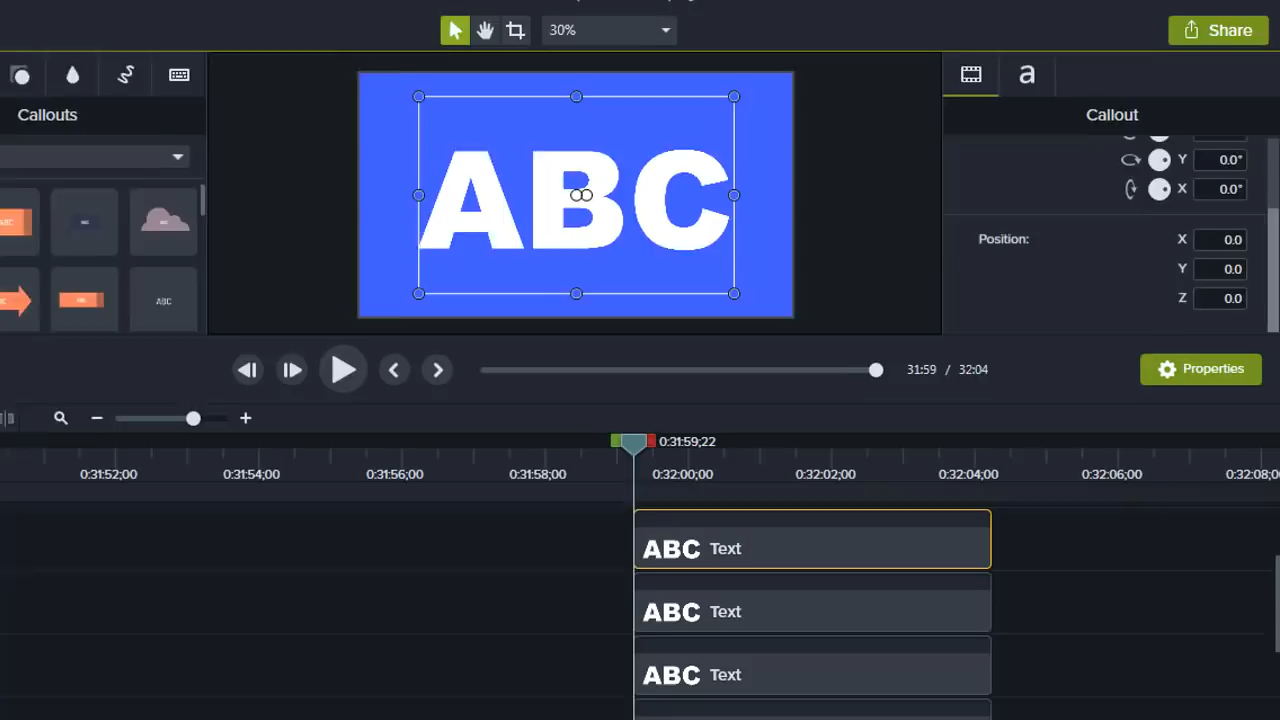 30%
Share
a
Callouts
Callout
Y 0.0°
X 0.0°
Position: X 0.0
Y 0.0
Z 0.0
ABC
ABC
31:59 / 32:04
Properties
0:31:59;22
0:31:52;00 0:31:54;00 0:31:56;00 0:31:58;00 0:32:00;00 0:32:02;00 0:32:04;00 0:32:06;00 0:32:08;0
ABC Text
ABC Text
ABC Text